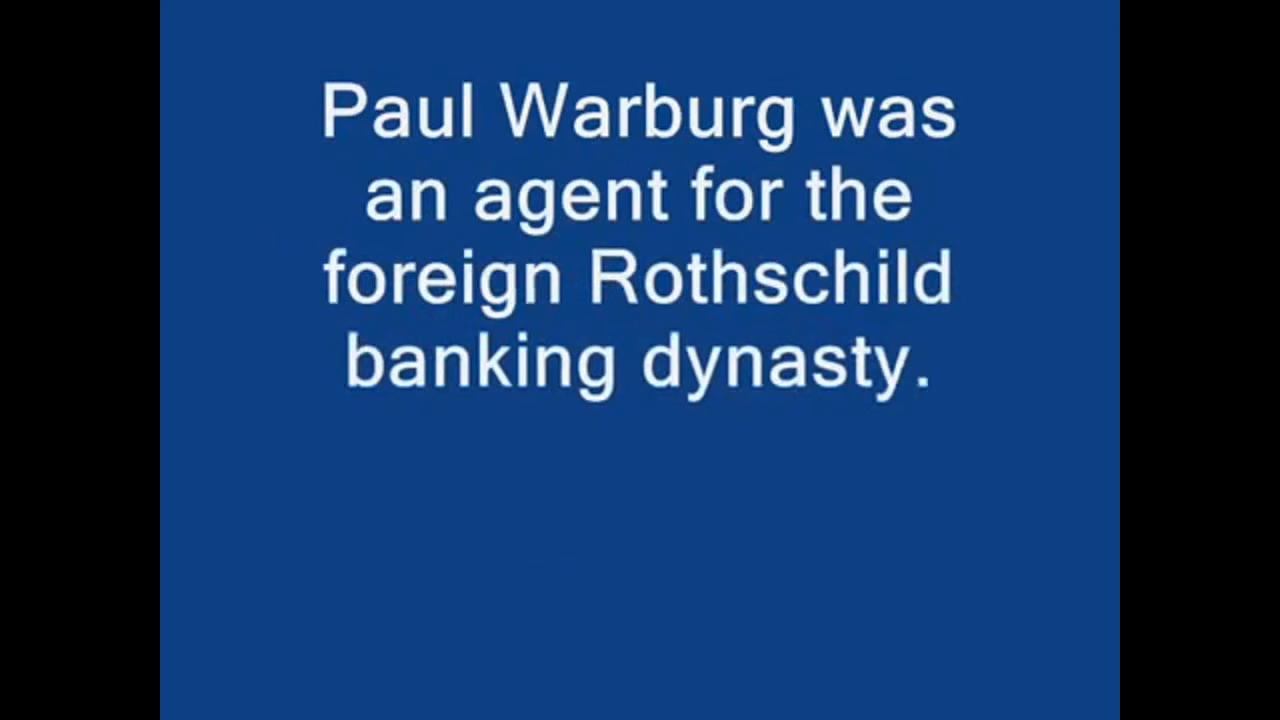 Paul Warburg was
an agent for the
foreign Rothschild
banking dynasty.